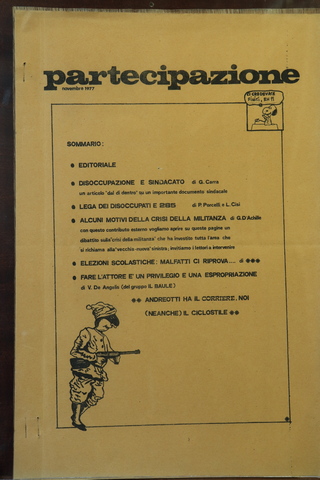 partecipazione
novembre 1977
SOMMARIO:
EDITORIALE
DISOCCUPAZIONE E SINDACATO di G. Carra
un articolo "dal di dentro" su un importante documento sindacale
LEGA DEI DISOCCUPATI E 285 di P. Porcelli e L. Cisi
ALCUNI MOTIVI DELLA CRISI DELLA MILITANZA di G. D'Achille
con questo contributo esterno vogliamo aprire su queste pagine un
dibattito sulla "crisi della militanza" che ha investito tutta l'area che
si richiama alla "vecchia nuova" sinistra, invitiamo i lettori a intervenire
ELEZIONI SCOLASTICHE: MALFATTI CI RIPROVA.... di ***
FARE L'ATTORE E' UN PRIVILEGIO E UNA ESPROPRIAZIONE
di V. De Angelis (del gruppo IL BAULE)
** ANDREOTTI HA IL CORRIERE, NOI
(NEANCHE) IL CICLOSTILE **